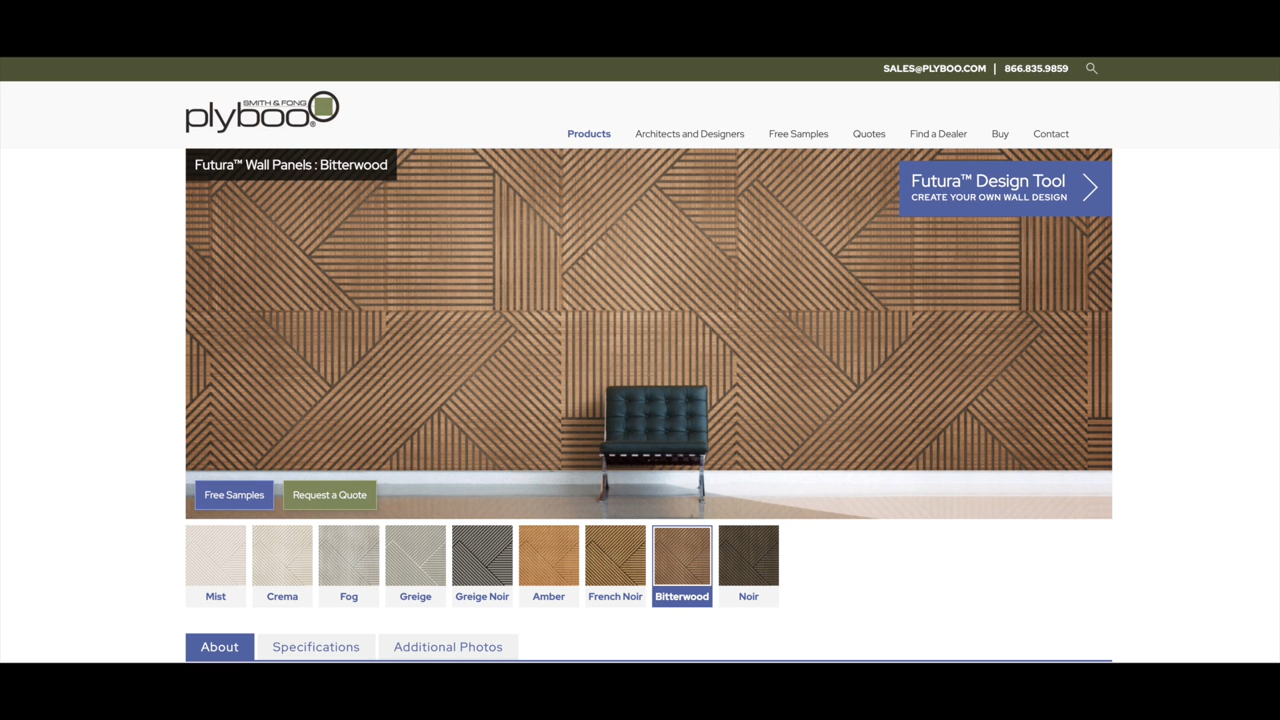 SALES@PLYBOO.COM | 866.835.9859
SMITH & FONG
plyboo®
Products Architects and Designers Free Samples Quotes Find a Dealer Buy Contact
Futura™ Wall Panels : Bitterwood
Futura™ Design Tool
CREATE YOUR OWN WALL DESIGN
Free Samples Request a Quote
Mist Crema Fog Greige Greige Noir Amber French Noir Bitterwood Noir
About Specifications Additional Photos